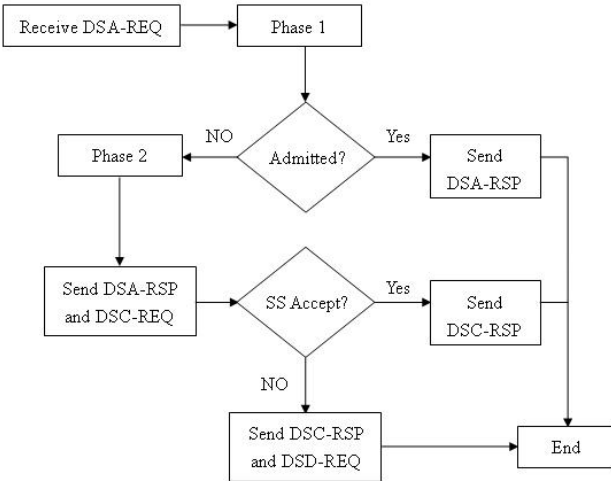 Receive DSA-REQ
Phase 1
NO
Admitted?
Yes
Phase 2
Send
DSA-RSP
Send DSA-RSP
and DSC-REQ
SS Accept?
Yes
Send
DSC-RSP
NO
Send DSC-RSP
and DSD-REQ
End